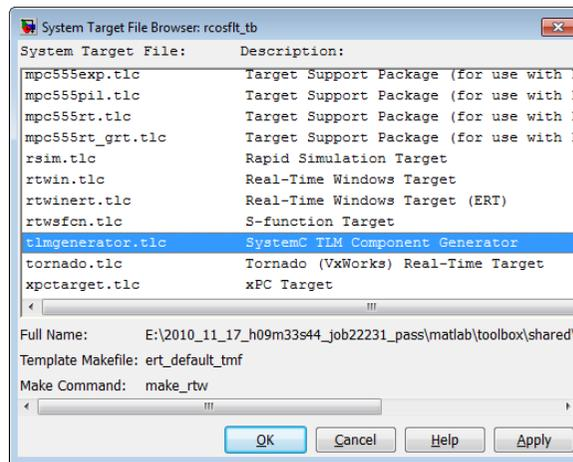 System Target File Browser: rcosflt_tb
System Target File: Description:
mpc555exp.tlc Target Support Package (for use with
mpc555pil.tlc Target Support Package (for use with
mpc555rt.tlc Target Support Package (for use with
mpc555rt_grt.tlc Target Support Package (for use with
rsim.tlc Rapid Simulation Target
rtwin.tlc Real-Time Windows Target
rtwinert.tlc Real-Time Windows Target (ERT)
rtwsfcn.tlc S-function Target
tlmgenerator.tlc SystemC TLM Component Generator
tornado.tlc Tornado (VxWorks) Real-Time Target
xpctarget.tlc xPC Target
Full Name: E:\2010_11_17_h09m33s44_job22231_pass\matlab\toolbox\shared\
Template Makefile: ert_default_tmf
Make Command: make_rtw
OK Cancel Help Apply